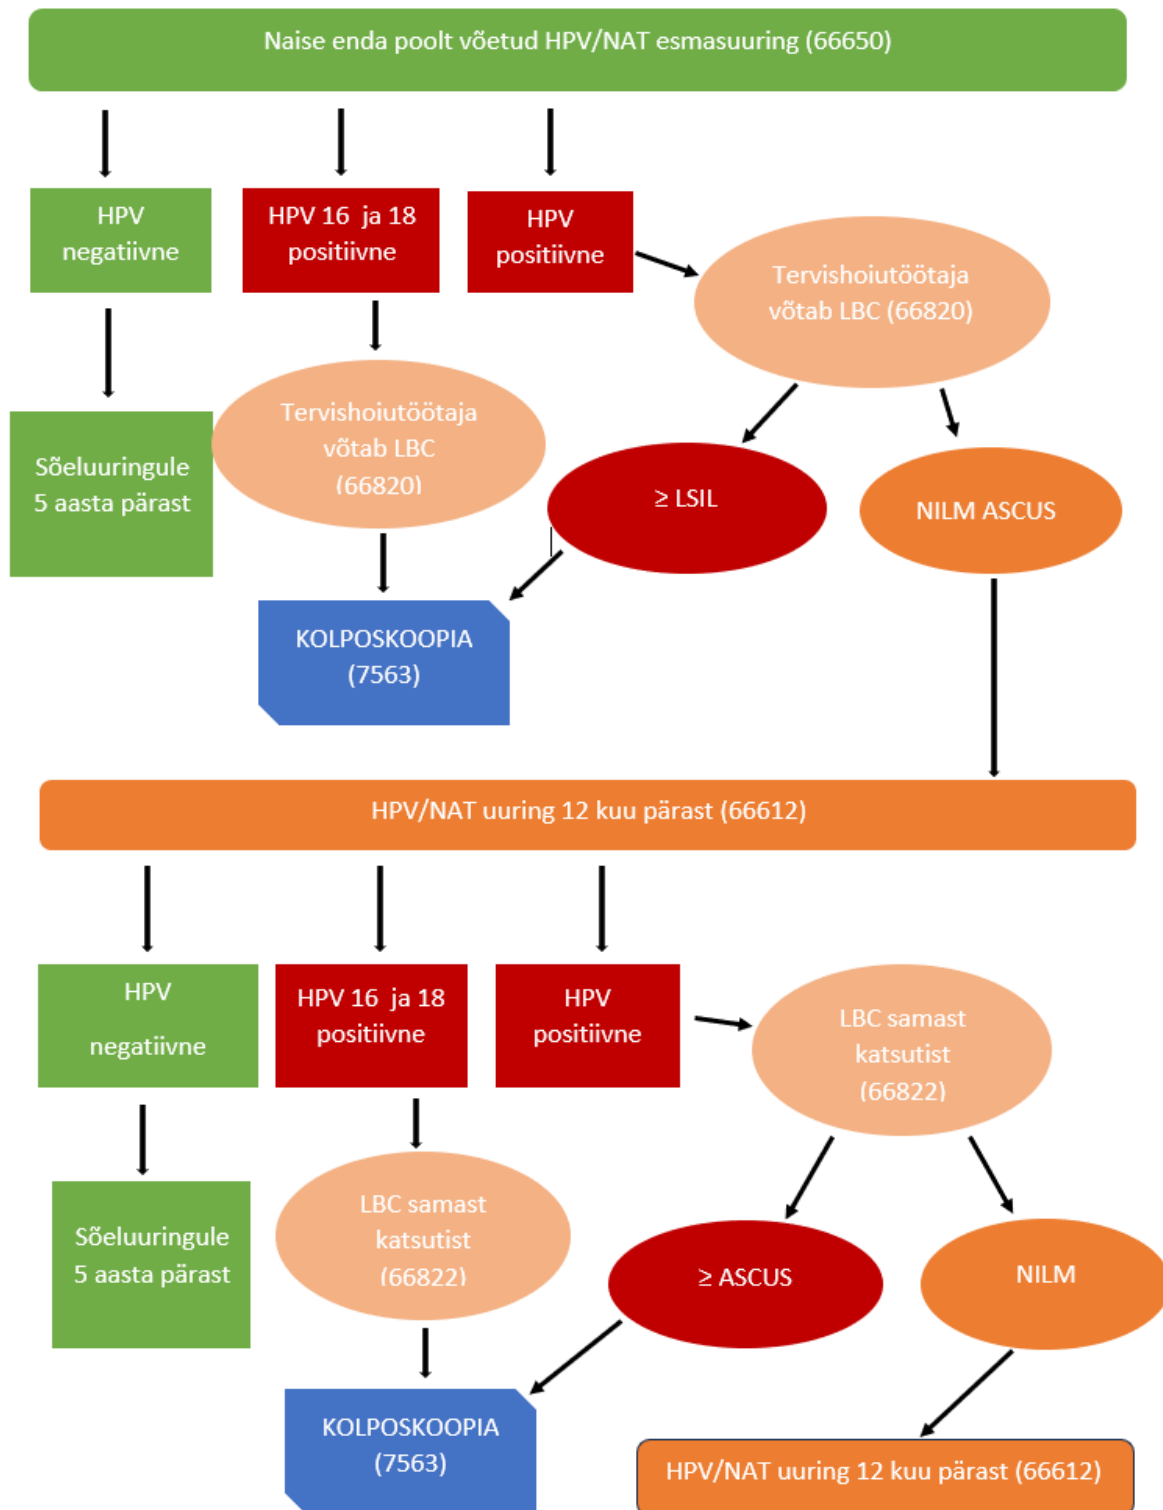 Naise enda poolt võetud HPV/NAT esmasuuring (66650)
HPV
negatiivne
HPV 16 ja 18
positiivne
HPV
positiivne
Tervishoiutöötaja
võtab LBC (66820)
Tervishoiutöötaja
võtab LBC
(66820)
Sõeluuringule
5 aasta pärast
≥ LSIL
NILM ASCUS
KOLPOSKOOPIA
(7563)
HPV/NAT uuring 12 kuu pärast (66612)
HPV
negatiivne
HPV 16 ja 18
positiivne
HPV
positiivne
LBC samast
katsutist
(66822)
LBC samast
katsutist
(66822)
Sõeluuringule
5 aasta pärast
≥ ASCUS
NILM
KOLPOSKOOPIA
(7563)
HPV/NAT uuring 12 kuu pärast (66612)